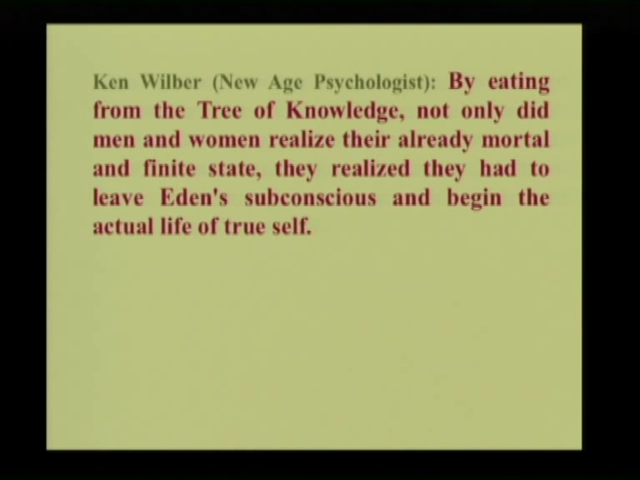 Ken Wilber (New Age Psychologist): By eating
from the Tree of Knowledge, not only did
men and women realize their already mortal
and finite state, they realized they had to
leave Eden's subconscious and begin the
actual life of true self.